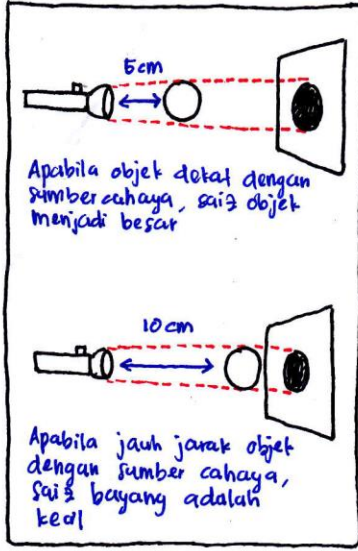 5cm
Apabila objek dekat dengan
sumber cahaya, saiz objek
menjadi besar
10cm
Apabila jauh jarak objek
dengan sumber cahaya,
saiz bayang adalah
kecil